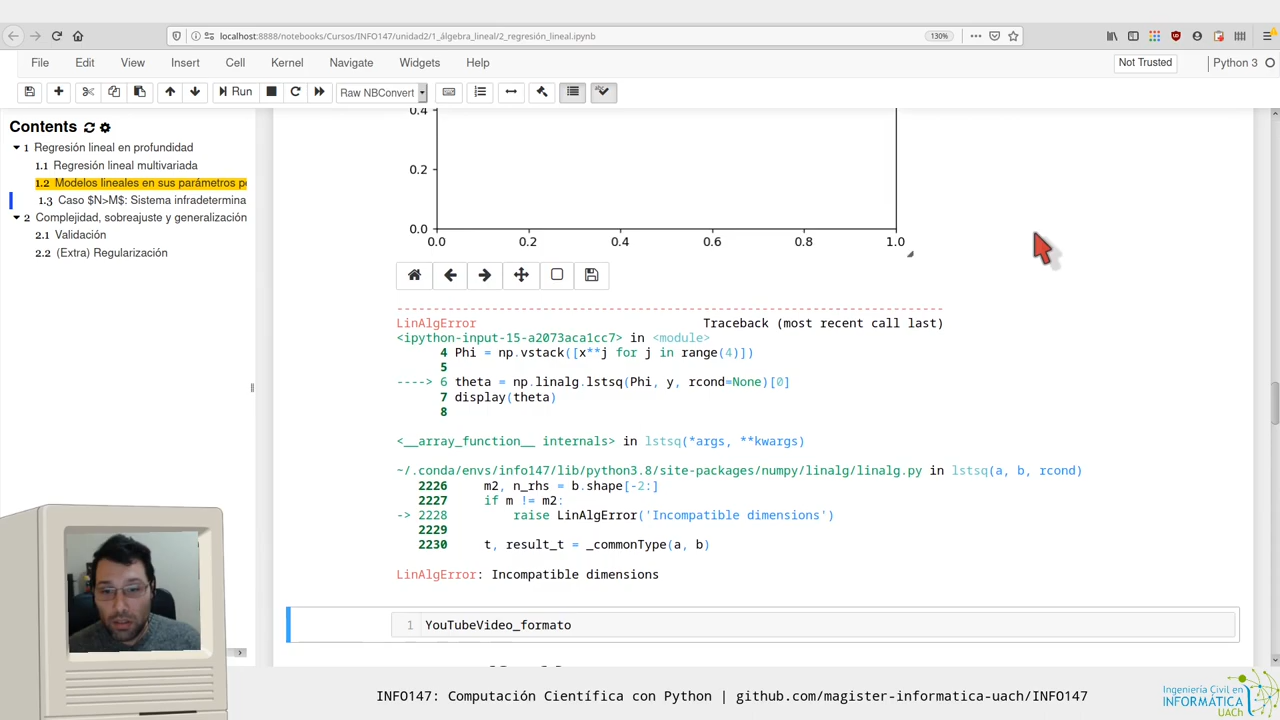 localhost:8888/notebooks/Cursos/INFO147/unidad2/1_álgebra_lineal/2_regresión_lineal.ipynb
130%
File Edit View Insert Cell Kernel Navigate Widgets Help
Not Trusted
Python 3
Run
Raw NBConvert
Contents
1 Regresión lineal en profundidad
1.1 Regresión lineal multivariada
1.2 Modelos lineales en sus parámetros pe
1.3 Caso $N>M$: Sistema infradetermina
2 Complejidad, sobreajuste y generalización
2.1 Validación
2.2 (Extra) Regularización
0.4
0.2
0.0
0.0 0.2 0.4 0.6 0.8 1.0
---------------------------------------------------------------------------
LinAlgError Traceback (most recent call last)
<ipython-input-15-a2073aca1cc7> in <module>
4 Phi = np.vstack([x**j for j in range(4)])
5
----> 6 theta = np.linalg.lstsq(Phi, y, rcond=None)[0]
7 display(theta)
8
<__array_function__ internals> in lstsq(*args, **kwargs)
~/.conda/envs/info147/lib/python3.8/site-packages/numpy/linalg/linalg.py in lstsq(a, b, rcond)
2226 m2, n_rhs = b.shape[-2:]
2227 if m != m2:
-> 2228 raise LinAlgError('Incompatible dimensions')
2229
2230 t, result_t = _commonType(a, b)
LinAlgError: Incompatible dimensions
1 YouTubeVideo_formato
INFO147: Computación Científica con Python | github.com/magister-informatica-uach/INFO147
Ingeniería Civil en
INFORMÁTICA
UACh